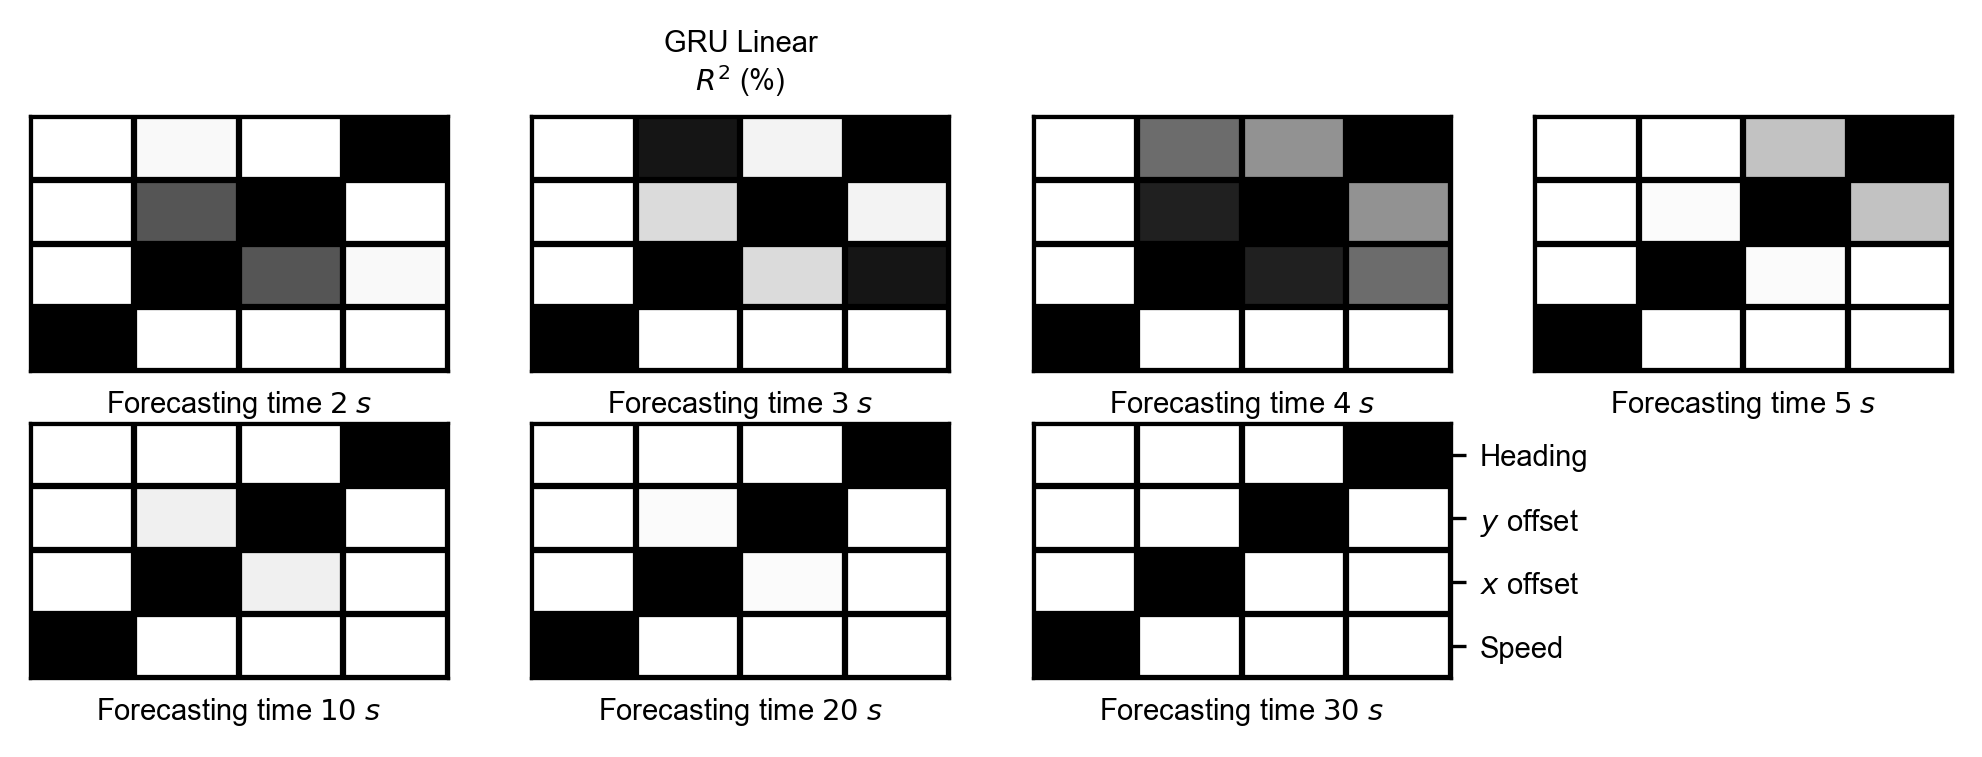 GRU Linear
R² (%)
Forecasting time 2 s
Forecasting time 3 s
Forecasting time 4 s
Forecasting time 5 s
Heading
y offset
x offset
Speed
Forecasting time 10 s
Forecasting time 20 s
Forecasting time 30 s